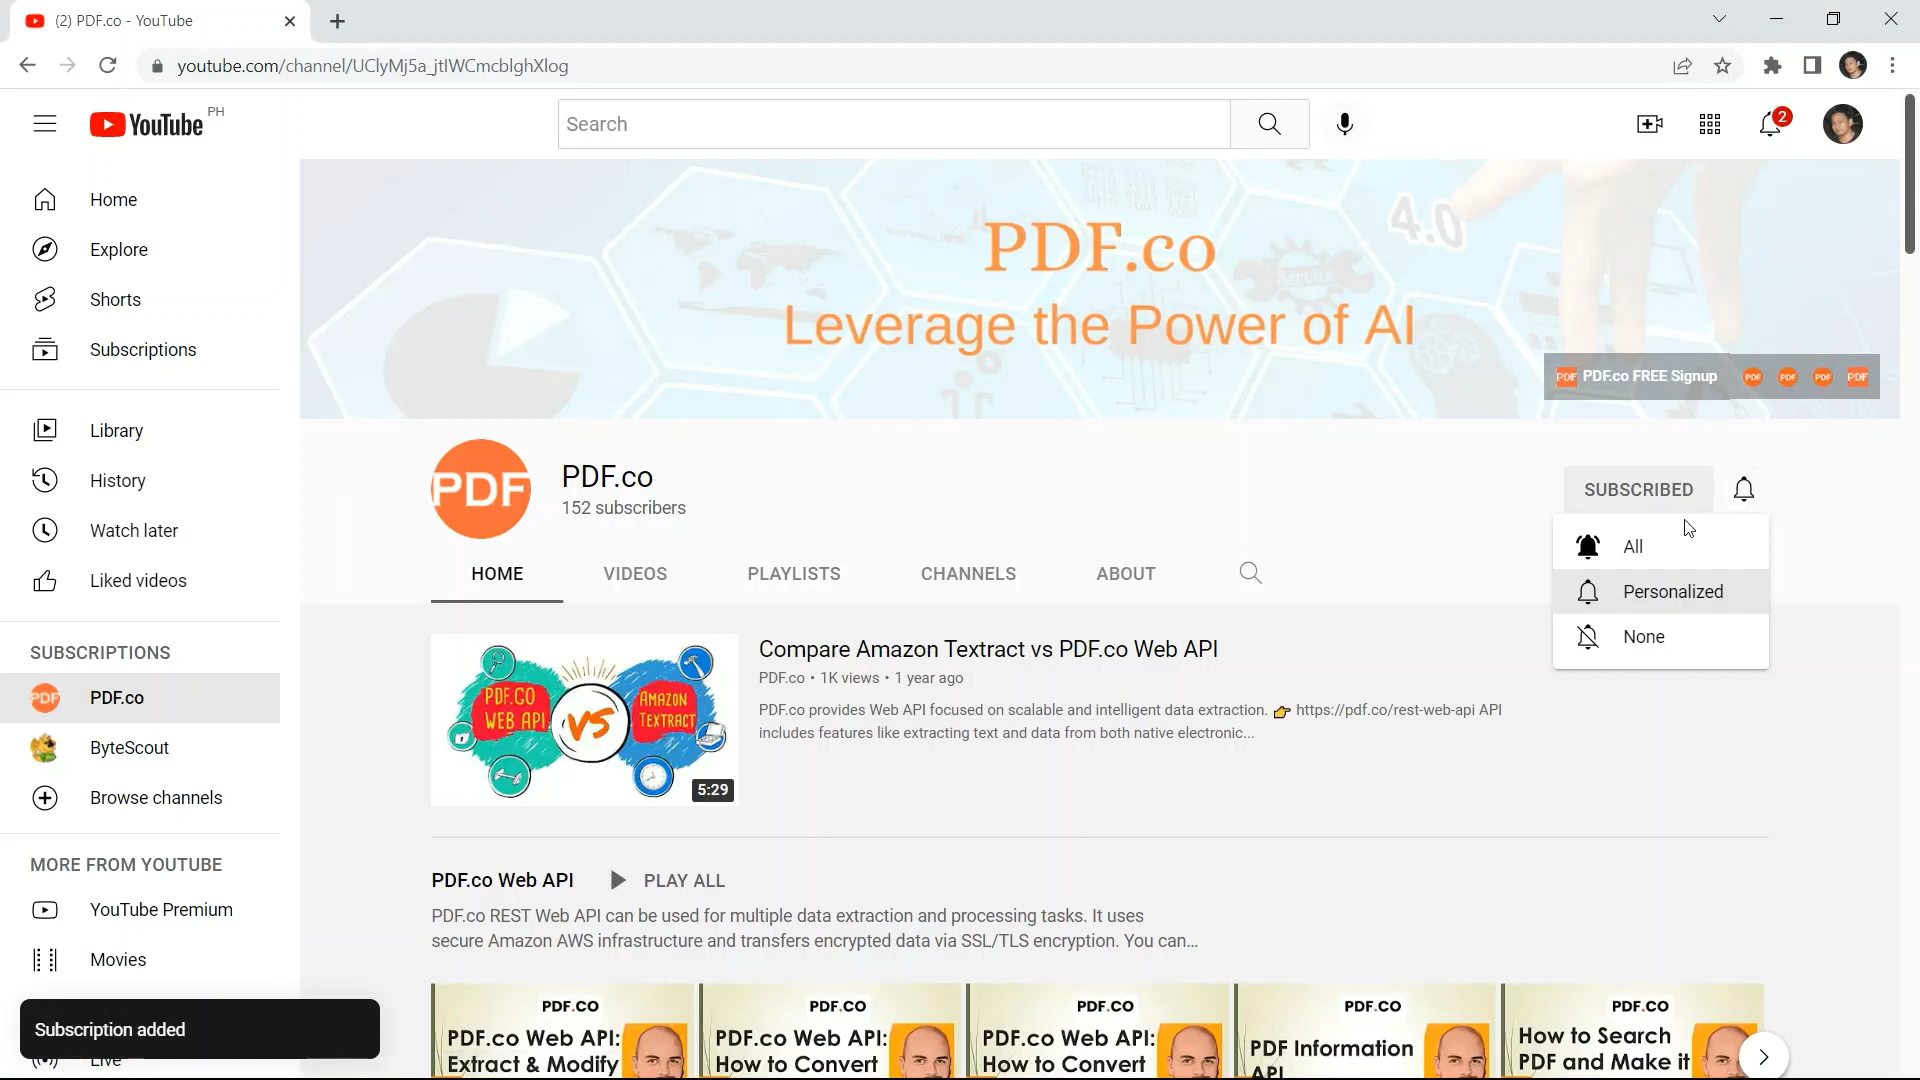 (2) PDF.co - YouTube
youtube.com/channel/UClyMj5a_jtIWCmcblghXlog
YouTube PH
Search
2
Home
Explore
Shorts
Subscriptions
Library
History
Watch later
Liked videos
SUBSCRIPTIONS
PDF.co
ByteScout
Browse channels
MORE FROM YOUTUBE
YouTube Premium
Movies
Live
Subscription added
4.0
PDF.co
Leverage the Power of AI
PDF PDF.co FREE Signup PDF PDF PDF PDF
PDF
PDF.co
152 subscribers
SUBSCRIBED
All
Personalized
None
HOME VIDEOS PLAYLISTS CHANNELS ABOUT
PDF.CO
WEB API
VS
AMAZON
TEXTRACT
5:29
Compare Amazon Textract vs PDF.co Web API
PDF.co • 1K views • 1 year ago
PDF.co provides Web API focused on scalable and intelligent data extraction. 👉 https://pdf.co/rest-web-api API
includes features like extracting text and data from both native electronic...
PDF.co Web API PLAY ALL
PDF.co REST Web API can be used for multiple data extraction and processing tasks. It uses
secure Amazon AWS infrastructure and transfers encrypted data via SSL/TLS encryption. You can...
PDF.CO
PDF.co Web API:
Extract & Modify
PDF.CO
PDF.co Web API:
How to Convert
PDF.CO
PDF.co Web API:
How to Convert
PDF.CO
PDF Information
API
PDF.CO
How to Search
PDF and Make it